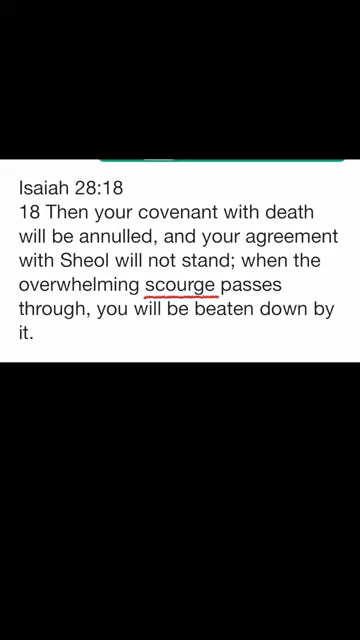 Isaiah 28:18
18 Then your covenant with death
will be annulled, and your agreement
with Sheol will not stand; when the
overwhelming scourge passes
through, you will be beaten down by
it.